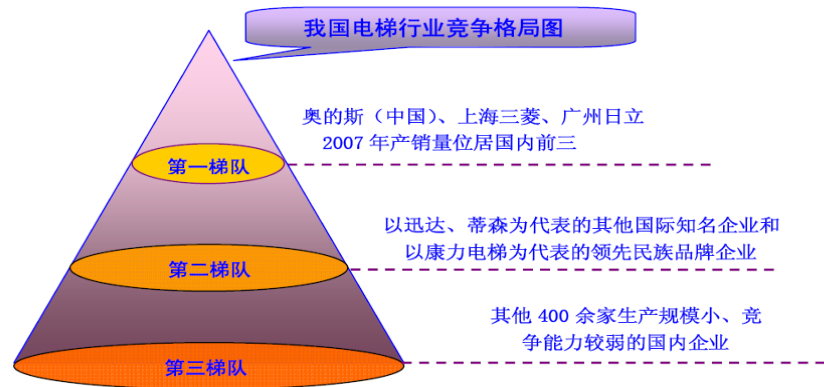 我国电梯行业竞争格局图
奥的斯（中国）、上海三菱、广州日立
2007 年产销量位居国内前三
第一梯队
以迅达、蒂森为代表的其他国际知名企业和
以康力电梯为代表的领先民族品牌企业
第二梯队
其他 400 余家生产规模小、竞
争能力较弱的国内企业
第三梯队